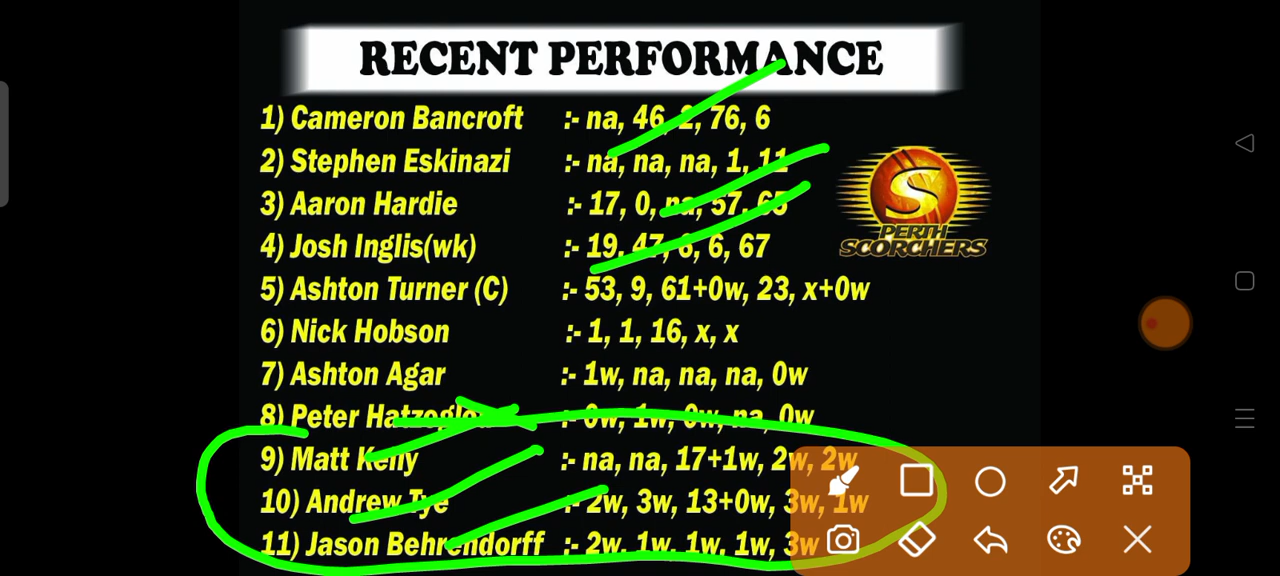 RECENT PERFORMANCE
1) Cameron Bancroft :- na, 46, 2, 76, 6
2) Stephen Eskinazi :- na, na, na, 1, 11
3) Aaron Hardie :- 17, 0, na, 57, 65
4) Josh Inglis(wk) :- 19, 47, 6, 6, 67
5) Ashton Turner (C) :- 53, 9, 61+0w, 23, x+0w
6) Nick Hobson :- 1, 1, 16, x, x
7) Ashton Agar :- 1w, na, na, na, 0w
8) Peter Hatzoglou :- 0w, 1w, 0w, na, 0w
9) Matt Kelly :- na, na, 17+1w, 2w, 2w
10) Andrew Tye :- 2w, 3w, 13+0w, 3w, 1w
11) Jason Behrendorff :- 2w, 1w, 1w, 1w, 3w
S
PERTH
SCORCHERS